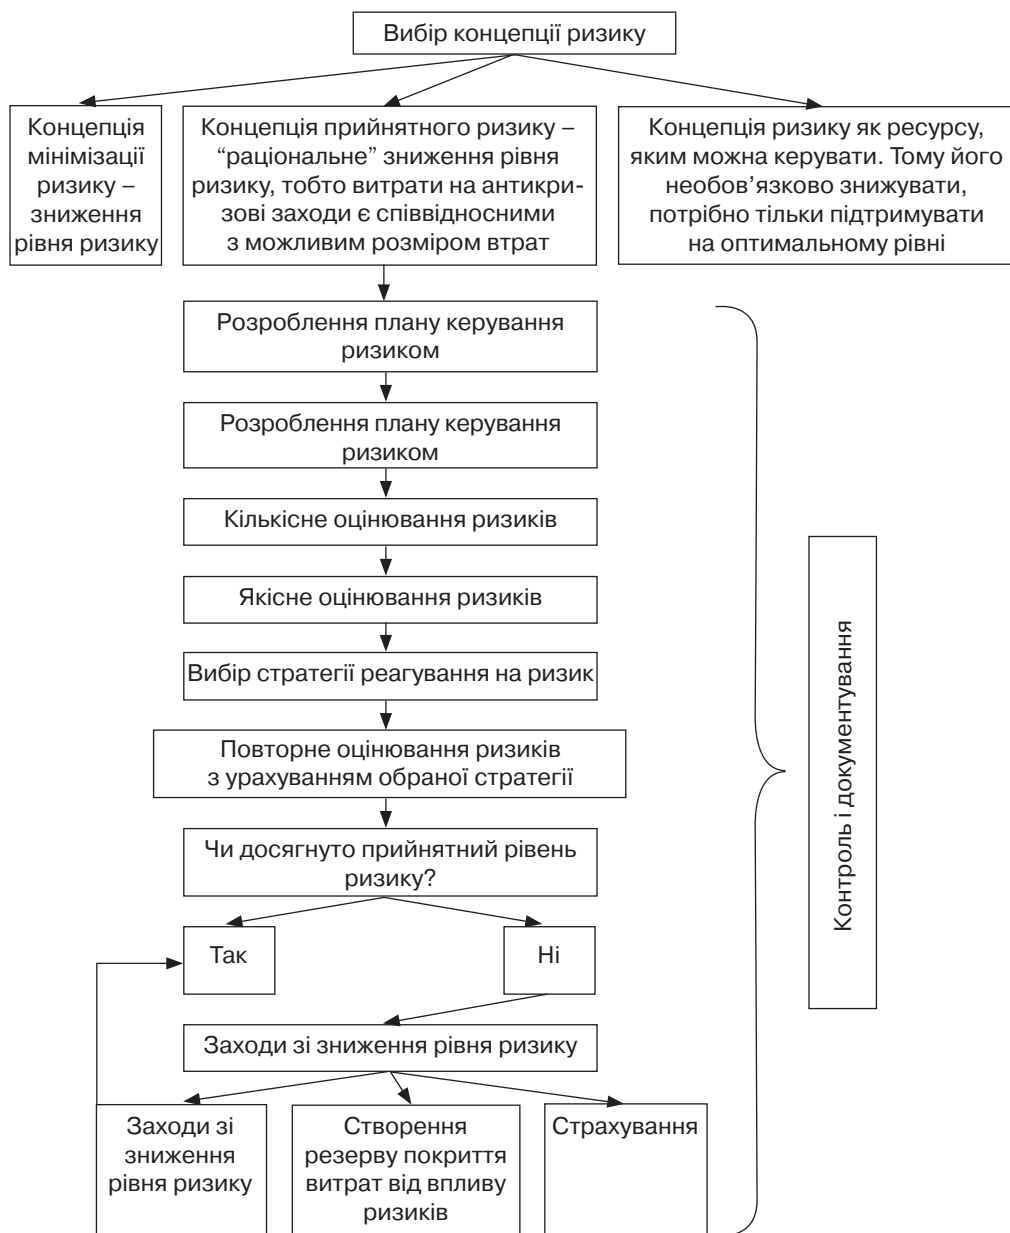 Вибір концепції ризику
Концепція
мінімізації
ризику –
зниження
рівня ризику
Концепція прийнятного ризику –
“раціональне” зниження рівня
ризику, тобто витрати на антикри-
зові заходи є співвідносними
з можливим розміром втрат
Концепція ризику як ресурсу,
яким можна керувати. Тому його
необов’язково знижувати,
потрібно тільки підтримувати
на оптимальному рівні
Розроблення плану керування
ризиком
Розроблення плану керування
ризиком
Кількісне оцінювання ризиків
Якісне оцінювання ризиків
Вибір стратегії реагування на ризик
Повторне оцінювання ризиків
з урахуванням обраної стратегії
Чи досягнуто прийнятний рівень
ризику?
Так
Ні
Заходи зі зниження рівня ризику
Заходи зі
зниження
рівня ризику
Створення
резерву покриття
витрат від впливу
ризиків
Страхування
Контроль і документування